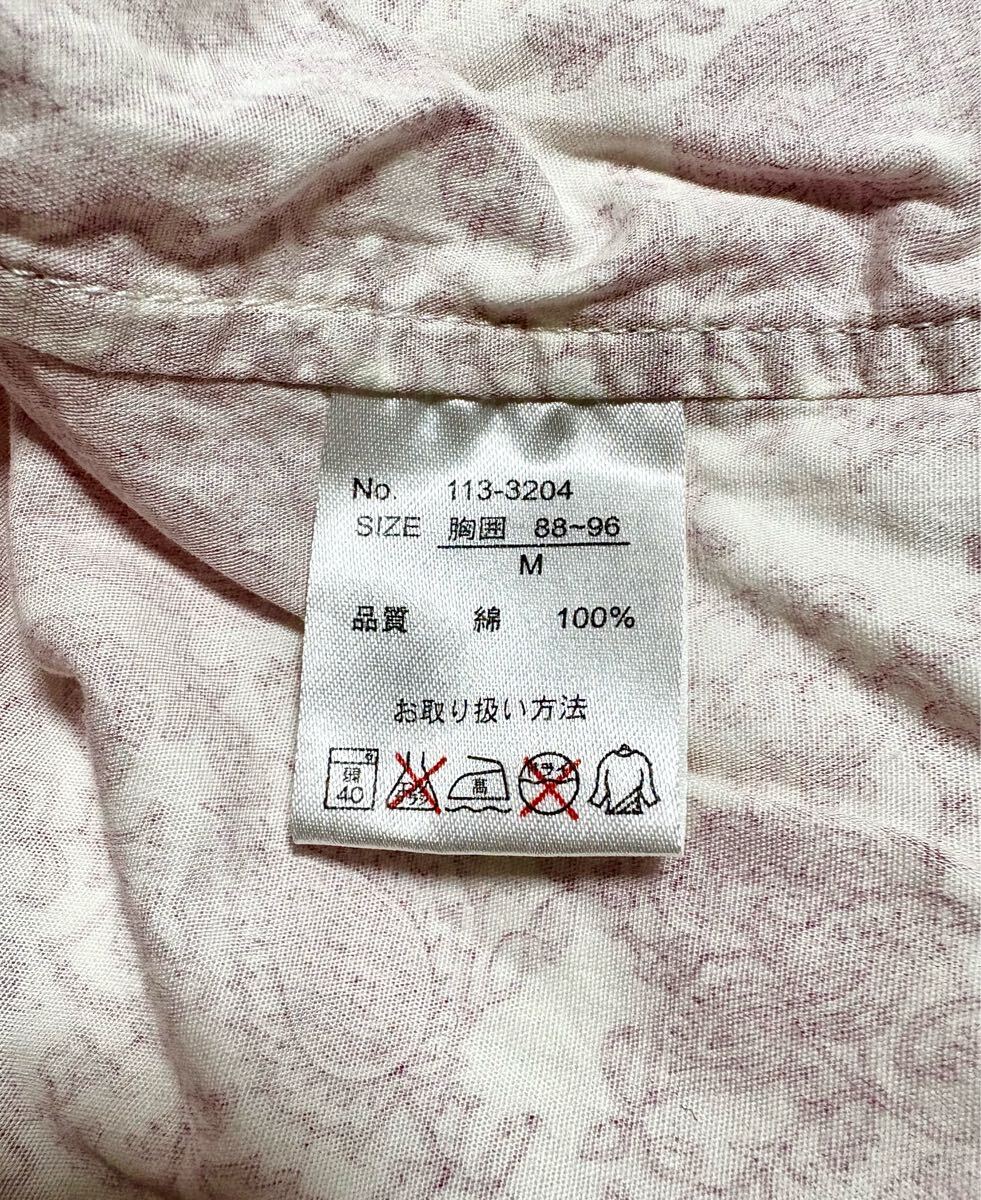 No. 113-3204
SIZE 胸囲 88~96
M
品質 綿 100%
お取り扱い方法
40 高